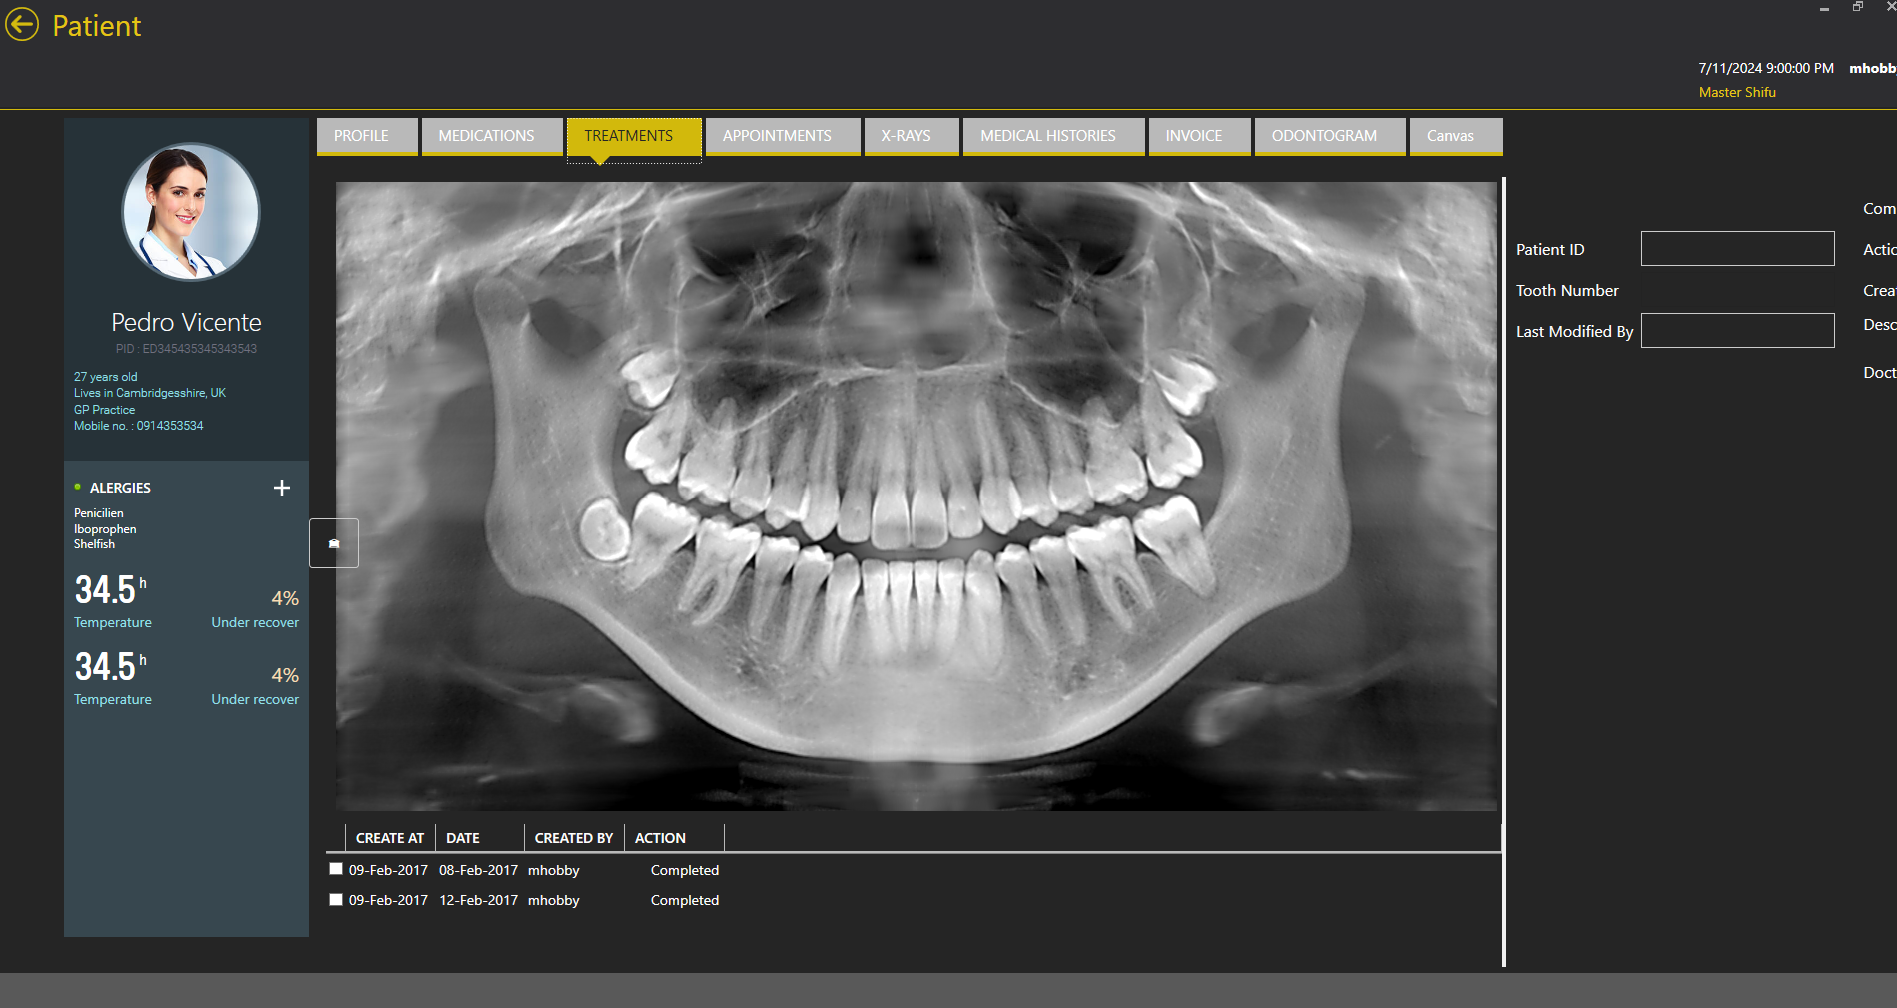 Patient
7/11/2024 9:00:00 PM mhobby
Master Shifu
PROFILE MEDICATIONS TREATMENTS APPOINTMENTS X-RAYS MEDICAL HISTORIES INVOICE ODONTOGRAM Canvas
Pedro Vicente
PID : ED345435345343543
27 years old
Lives in Cambridgesshire, UK
GP Practice
Mobile no. : 0914353534
ALERGIES
Penicilien
Iboprophen
Shelfish
34.5 h 4%
Temperature Under recover
34.5 h 4%
Temperature Under recover
Com
Patient ID Actio
Tooth Number Crea
Last Modified By Desc
Doct
CREATE AT DATE CREATED BY ACTION
09-Feb-2017 08-Feb-2017 mhobby Completed
09-Feb-2017 12-Feb-2017 mhobby Completed